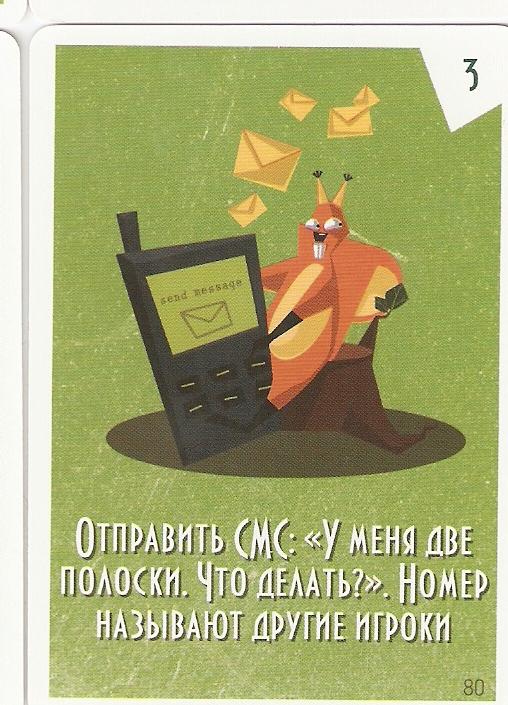 3
send message
Отправить СМС: «У меня две
полоски. Что делать?». Номер
называют другие игроки
80